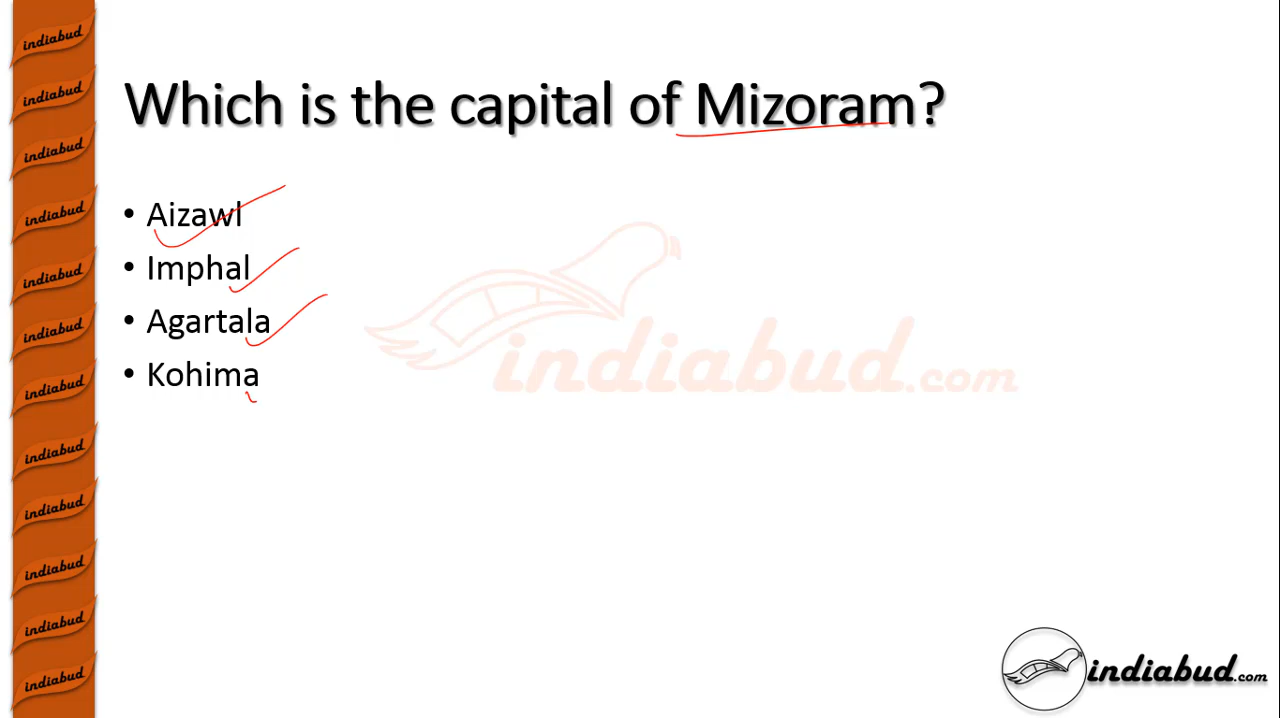 indiabud
indiabud
indiabud
indiabud
indiabud
indiabud
indiabud
indiabud
indiabud
indiabud
indiabud
indiabud
Which is the capital of Mizoram?
• Aizawl
• Imphal
• Agartala
• Kohima
indiabud.com
indiabud.com